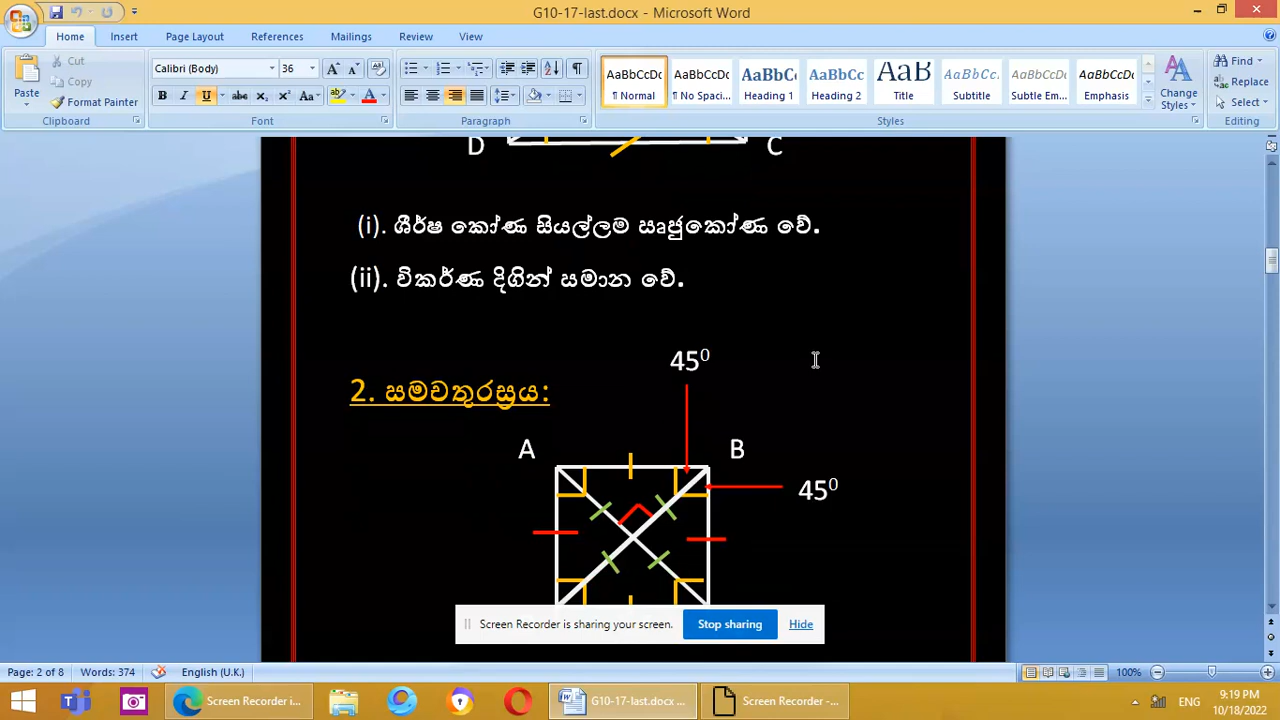 G10-17-last.docx - Microsoft Word
Home Insert Page Layout References Mailings Review View
Paste
Cut
Copy
Format Painter
Clipboard
Calibri (Body) 36
Font
Paragraph
AaBbCcDc AaBbCcDc AaBbCc AaBbCc AaB AaBbCcDc AaBbCcDc AaBbCcDc
¶ Normal ¶ No Spaci... Heading 1 Heading 2 Title Subtitle Subtle Em... Emphasis
Change Styles
Styles
Find
Replace
Select
Editing
D C
(i). ශීර්ෂ කෝණ සියල්ලම සෘජුකෝණ වේ.
(ii). විකර්ණ දිගින් සමාන වේ.
45⁰
2. සමචතුරස්‍රය:
A B
45⁰
Screen Recorder is sharing your screen. Stop sharing Hide
Page: 2 of 8 Words: 374 English (U.K.) 100%
Screen Recorder i... G10-17-last.docx ... Screen Recorder -... ENG
9:19 PM
10/18/2022